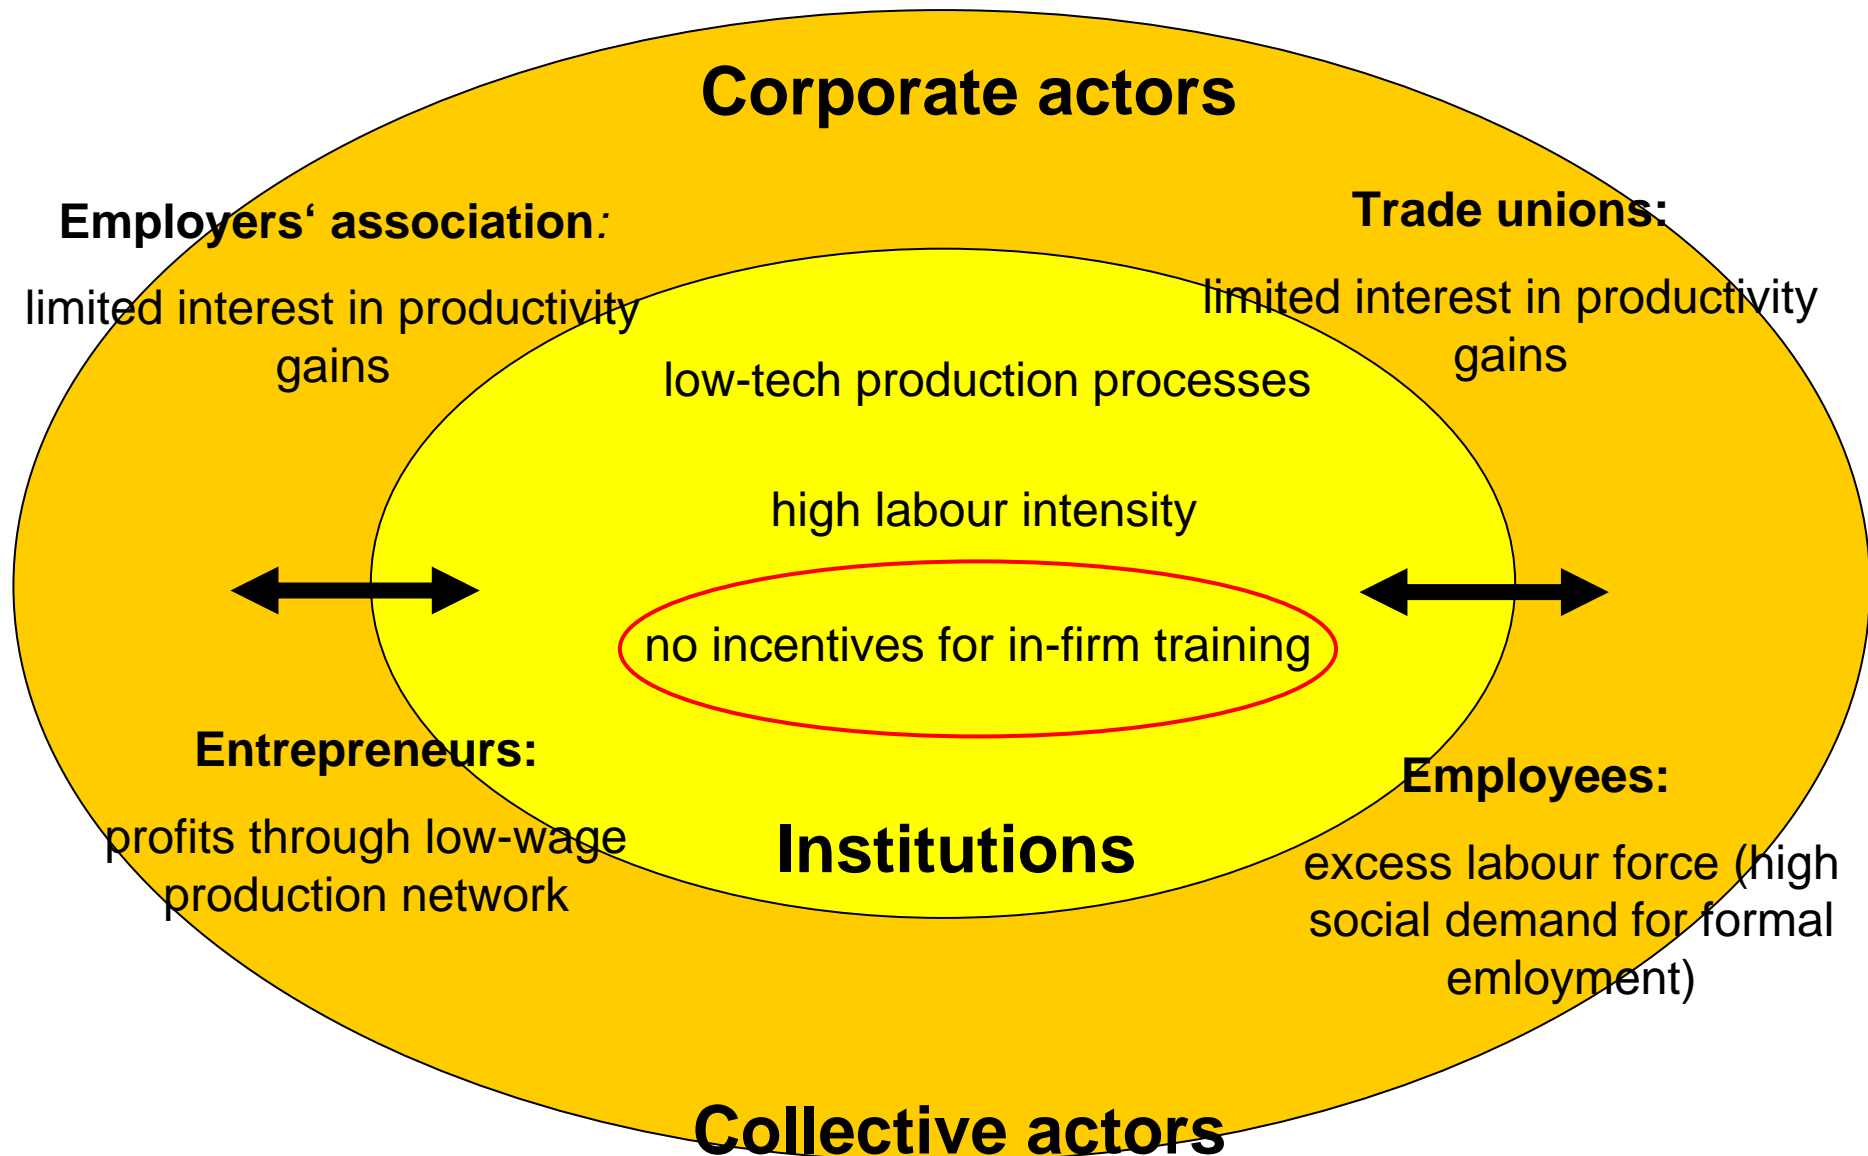 Corporate actors
Employers‘ association:
limited interest in productivity
gains
Trade unions:
limited interest in productivity
gains
low-tech production processes
high labour intensity
no incentives for in-firm training
Institutions
Entrepreneurs:
profits through low-wage
production network
Employees:
excess labour force (high
social demand for formal
emloyment)
Collective actors